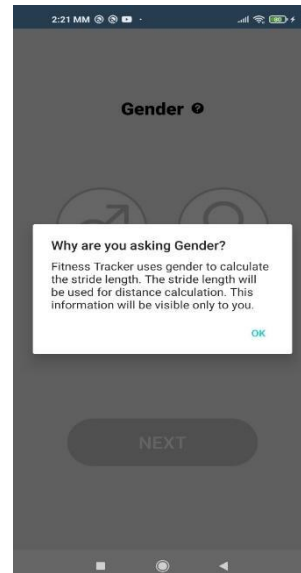 2:21 MM
Gender
Why are you asking Gender?
Fitness Tracker uses gender to calculate
the stride length. The stride length will
be used for distance calculation. This
information will be visible only to you.
OK
NEXT